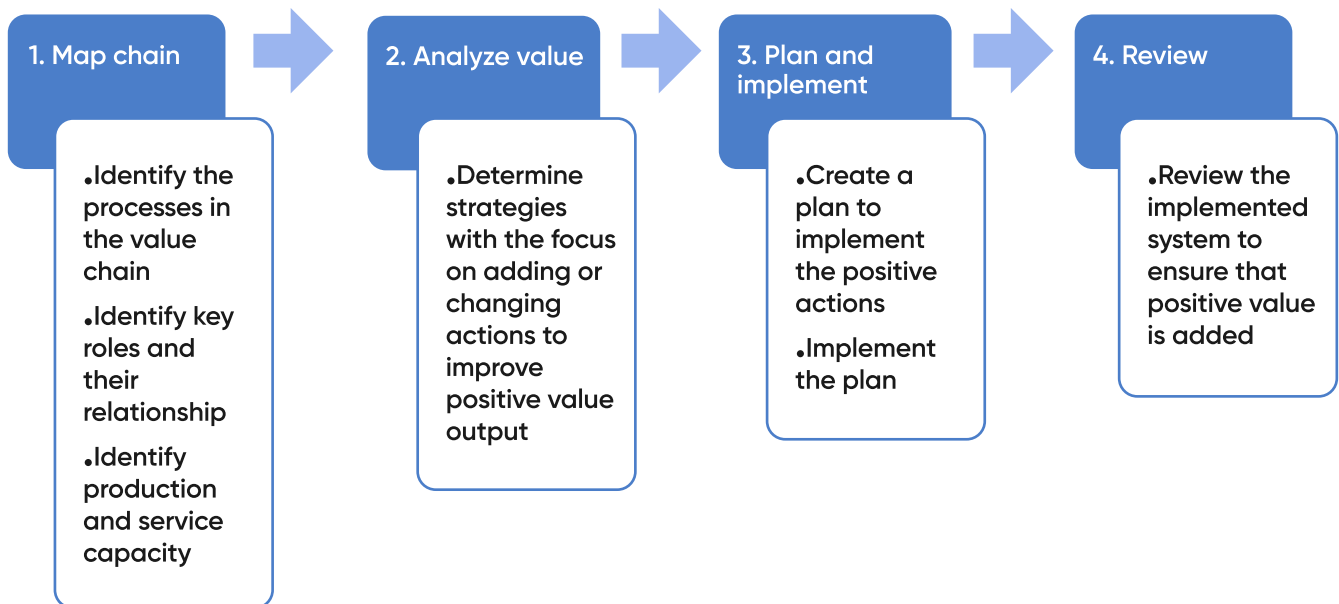 1. Map chain
•Identify the
processes in
the value
chain
•Identify key
roles and
their
relationship
•Identify
production
and service
capacity
2. Analyze value
•Determine
strategies
with the focus
on adding or
changing
actions to
improve
positive value
output
3. Plan and
implement
•Create a
plan to
implement
the positive
actions
•Implement
the plan
4. Review
•Review the
implemented
system to
ensure that
positive value
is added